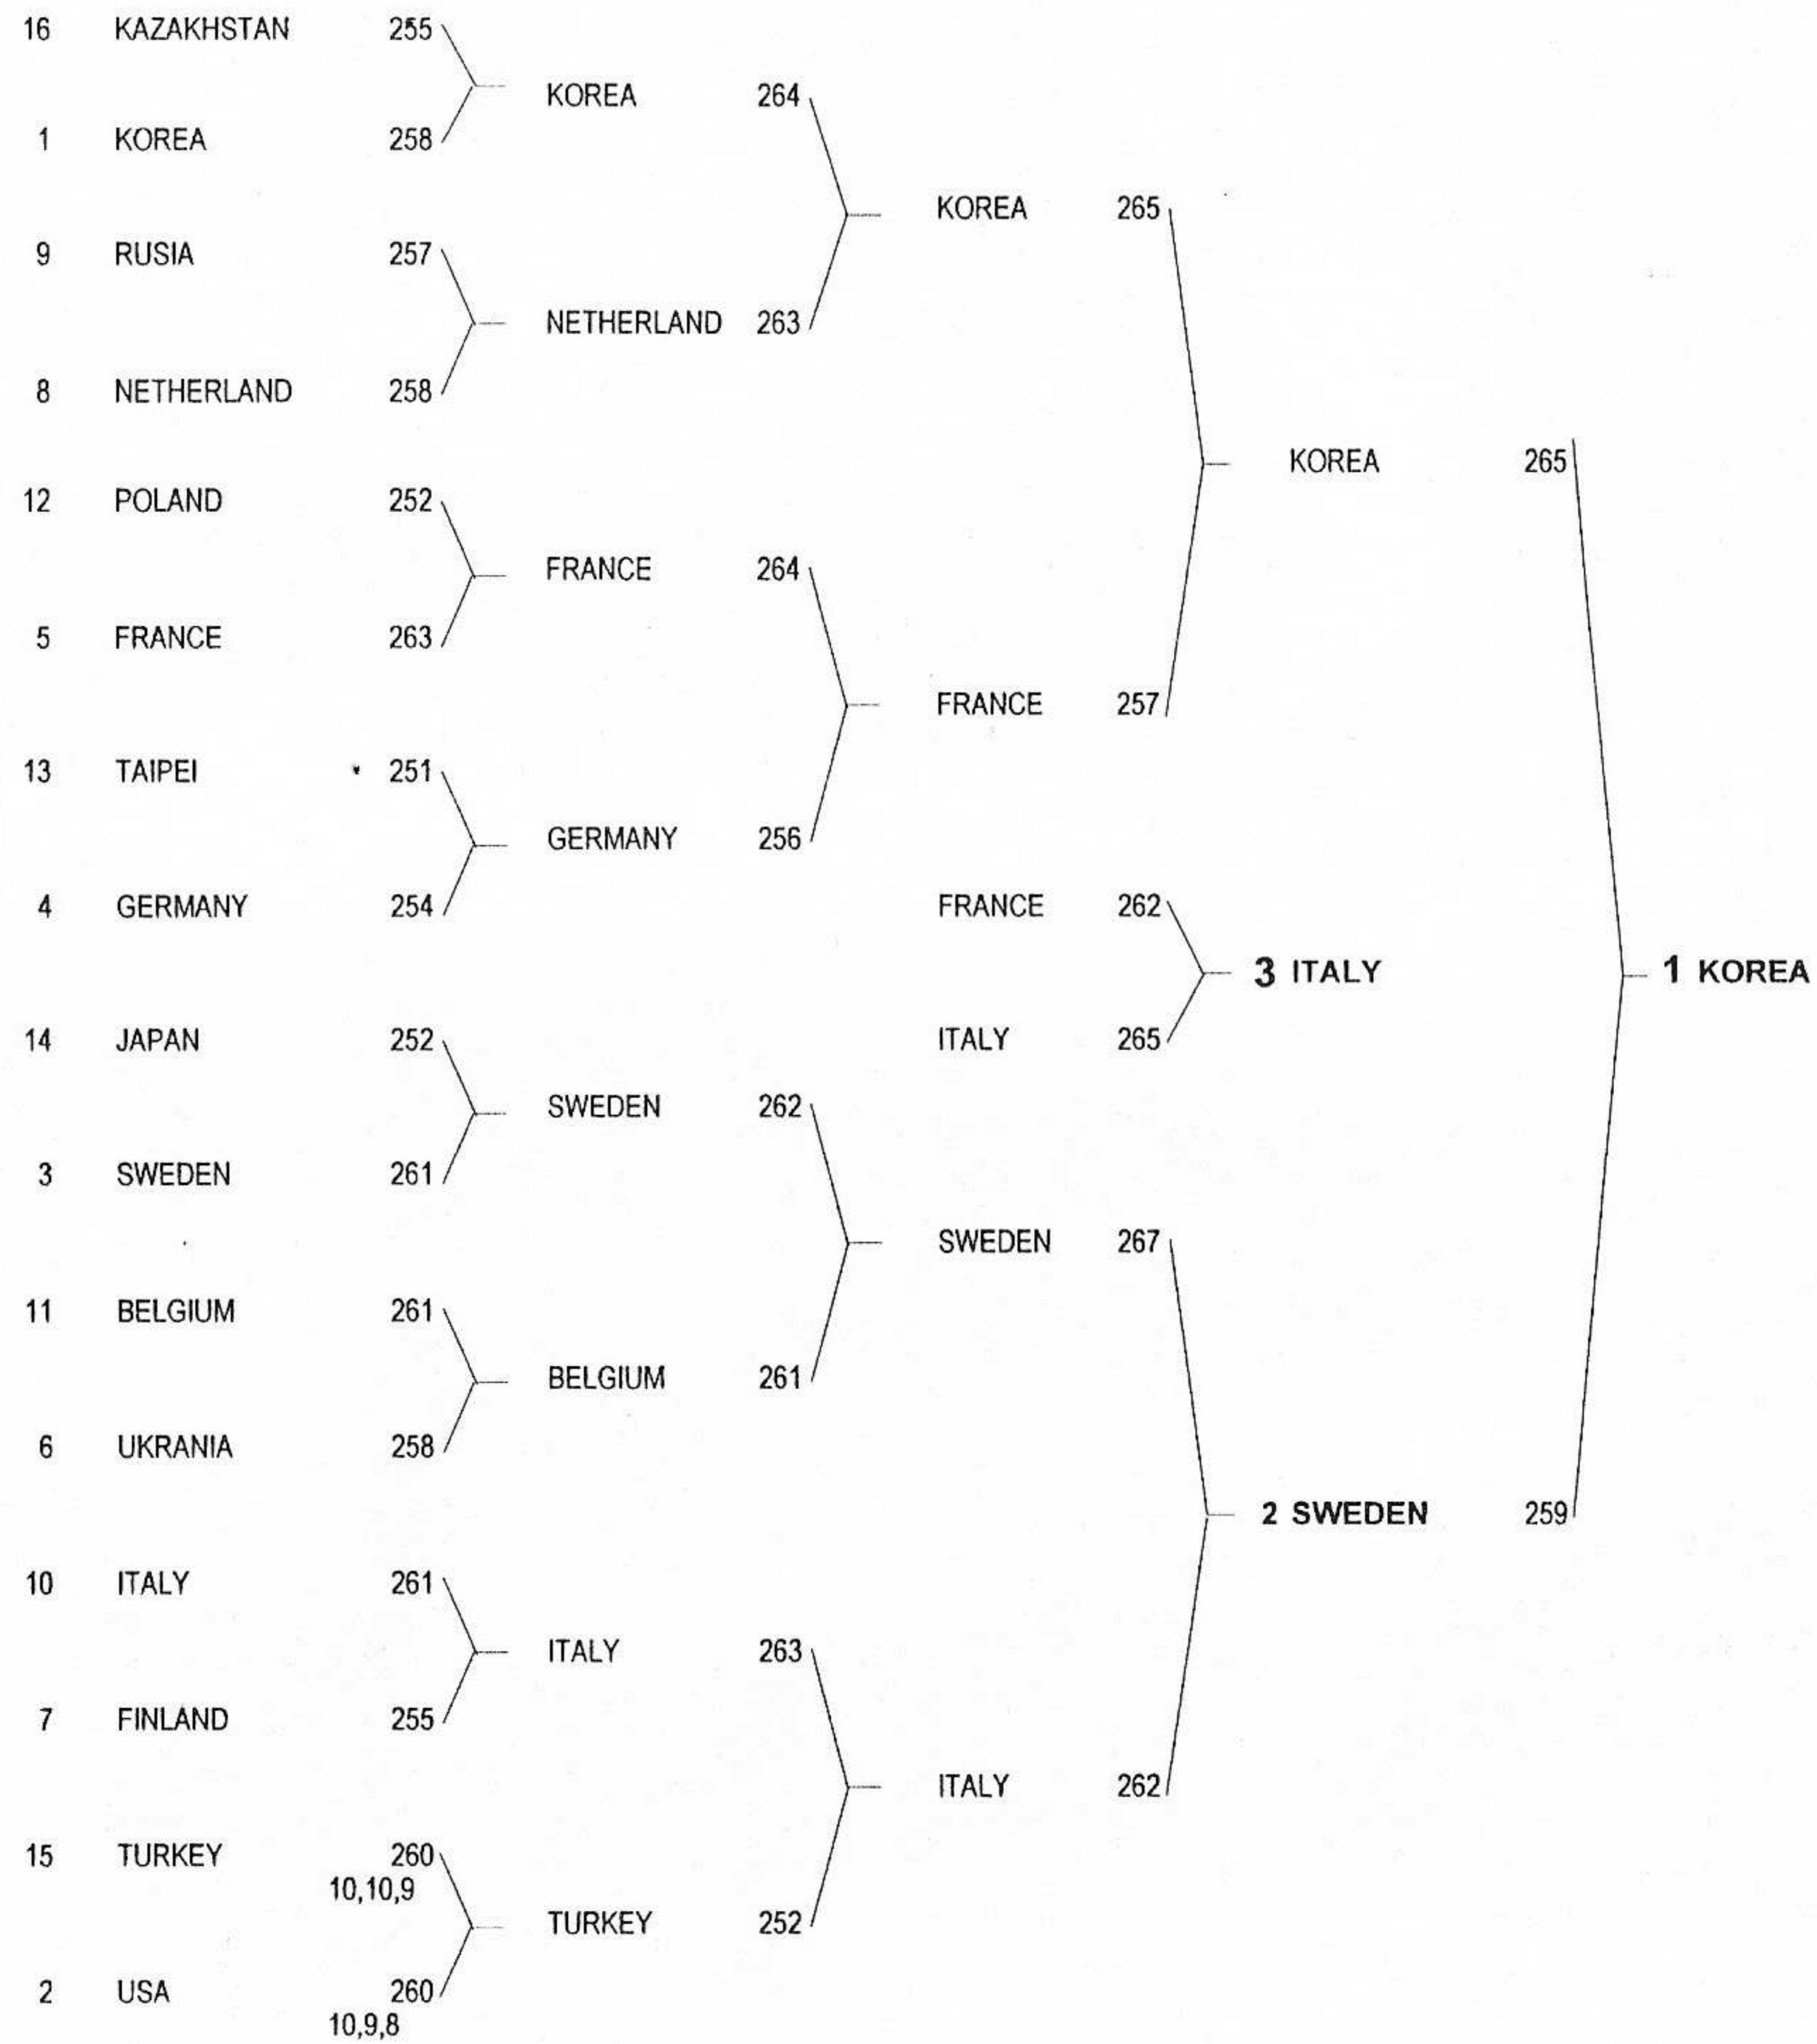 16 KAZAKHSTAN 255
KOREA 264
1 KOREA 258
KOREA 265
9 RUSIA 257
NETHERLAND 263
8 NETHERLAND 258
KOREA 265
12 POLAND 252
FRANCE 264
5 FRANCE 263
FRANCE 257
13 TAIPEI 251
GERMANY 256
4 GERMANY 254 FRANCE 262
3 ITALY 1 KOREA
14 JAPAN 252 ITALY 265
SWEDEN 262
3 SWEDEN 261
SWEDEN 267
11 BELGIUM 261
BELGIUM 261
6 UKRANIA 258
2 SWEDEN 259
10 ITALY 261
ITALY 263
7 FINLAND 255
ITALY 262
15 TURKEY 260
10,10,9
TURKEY 252
2 USA 260
10,9,8